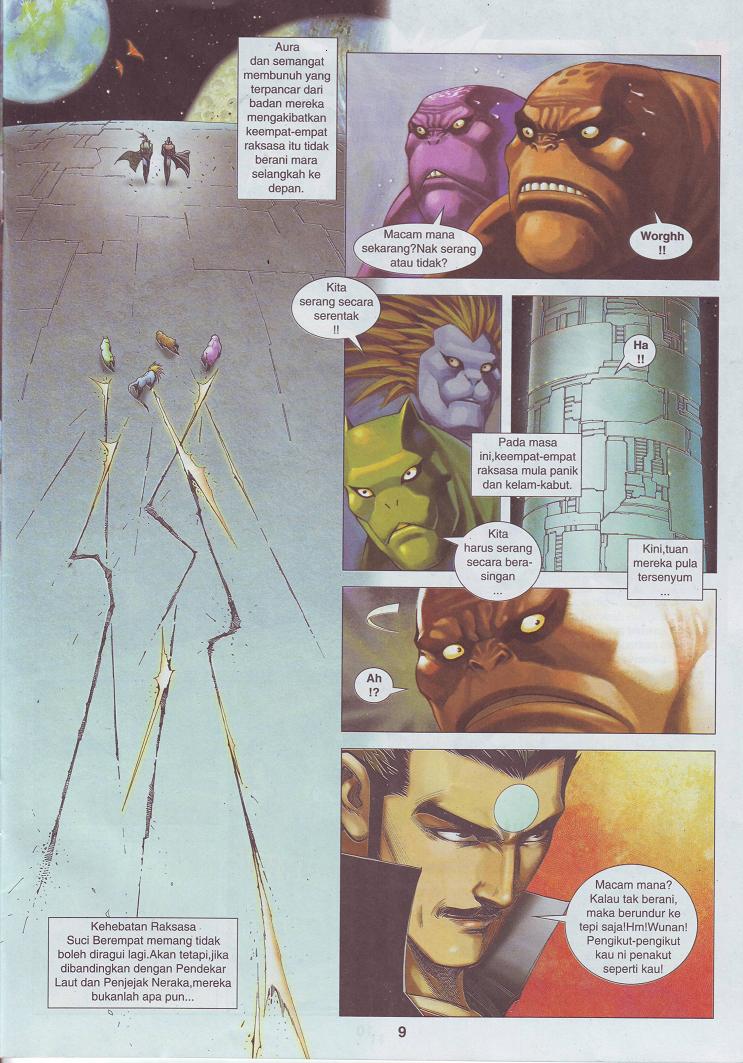 Aura
dan semangat
membunuh yang
terpancar dari
badan mereka
mengakibatkan
keempat-empat
raksasa itu tidak
berani mara
selangkah ke
depan.
Macam mana
sekarang?Nak serang
atau tidak?
Worghh
!!
Kita
serang secara
serentak
!!
Ha
!!
Pada masa
ini,keempat-empat
raksasa mula panik
dan kelam-kabut.
Kita
harus serang
secara bera-
singan
...
Kini,tuan
mereka pula
tersenyum
...
Ah
!?
Macam mana?
Kalau tak berani,
maka berundur ke
tepi saja!Hm!Wunan!
Pengikut-pengikut
kau ni penakut
seperti kau!
Kehebatan Raksasa
Suci Berempat memang tidak
boleh diragui lagi.Akan tetapi,jika
dibandingkan dengan Pendekar
Laut dan Penjejak Neraka,mereka
bukanlah apa pun...
9